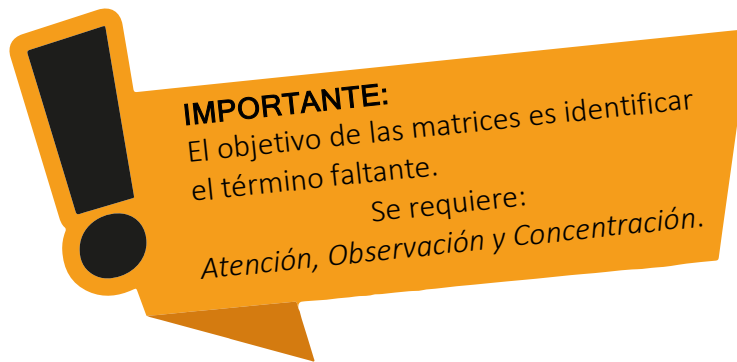 IMPORTANTE:
El objetivo de las matrices es identificar
el término faltante.
Se requiere:
Atención, Observación y Concentración.